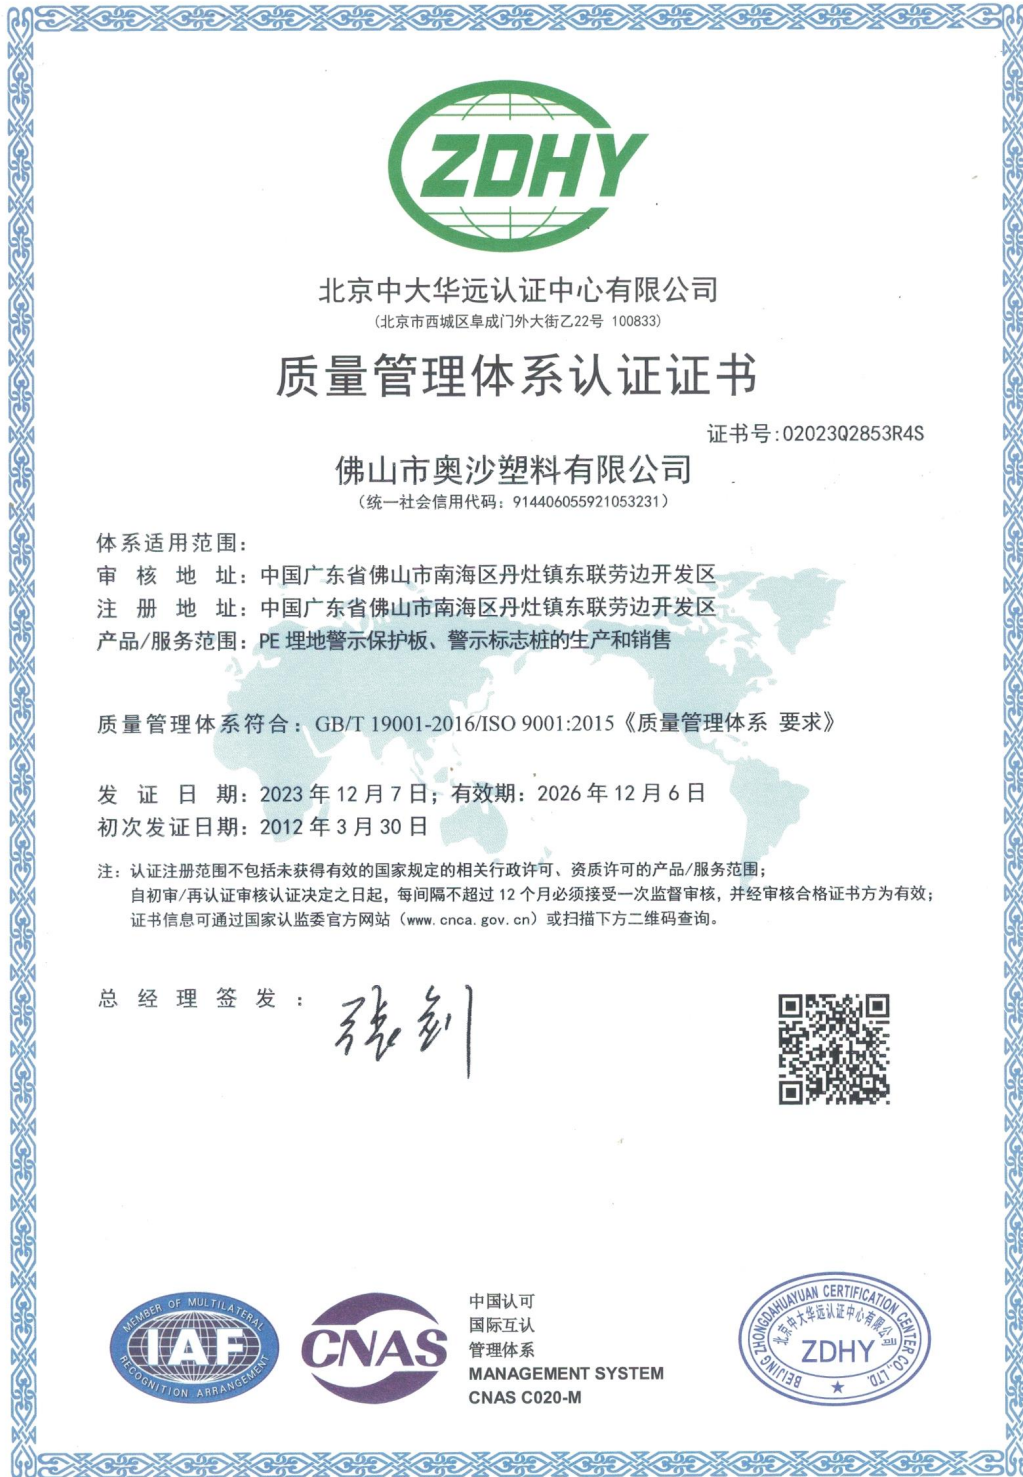 ZDHY
北京中大华远认证中心有限公司
(北京市西城区阜成门外大街乙22号 100833)
质量管理体系认证证书
证书号:02023Q2853R4S
佛山市奥沙塑料有限公司
(统一社会信用代码: 914406055921053231)
体系适用范围:
审核地址: 中国广东省佛山市南海区丹灶镇东联劳边开发区
注册地址: 中国广东省佛山市南海区丹灶镇东联劳边开发区
产品/服务范围: PE 埋地警示保护板、警示标志桩的生产和销售
质量管理体系符合: GB/T 19001-2016/ISO 9001:2015《质量管理体系 要求》
发证日期: 2023 年 12 月 7 日; 有效期: 2026 年 12 月 6 日
初次发证日期: 2012 年 3 月 30 日
注: 认证注册范围不包括未获得有效的国家规定的相关行政许可、资质许可的产品/服务范围;
自初审/再认证审核认证决定之日起, 每间隔不超过 12 个月必须接受一次监督审核, 并经审核合格证书方为有效;
证书信息可通过国家认监委官方网站 (www.cnca.gov.cn) 或扫描下方二维码查询。
总经理签发: 张剑
MEMBER OF MULTILATERAL
IAF
RECOGNITION ARRANGEMENT
CNAS
中国认可
国际互认
管理体系
MANAGEMENT SYSTEM
CNAS C020-M
BEIJING ZHONGDAHUAYUAN CERTIFICATION CENTER CO.,LTD.
北京中大华远认证中心有限公司
ZDHY